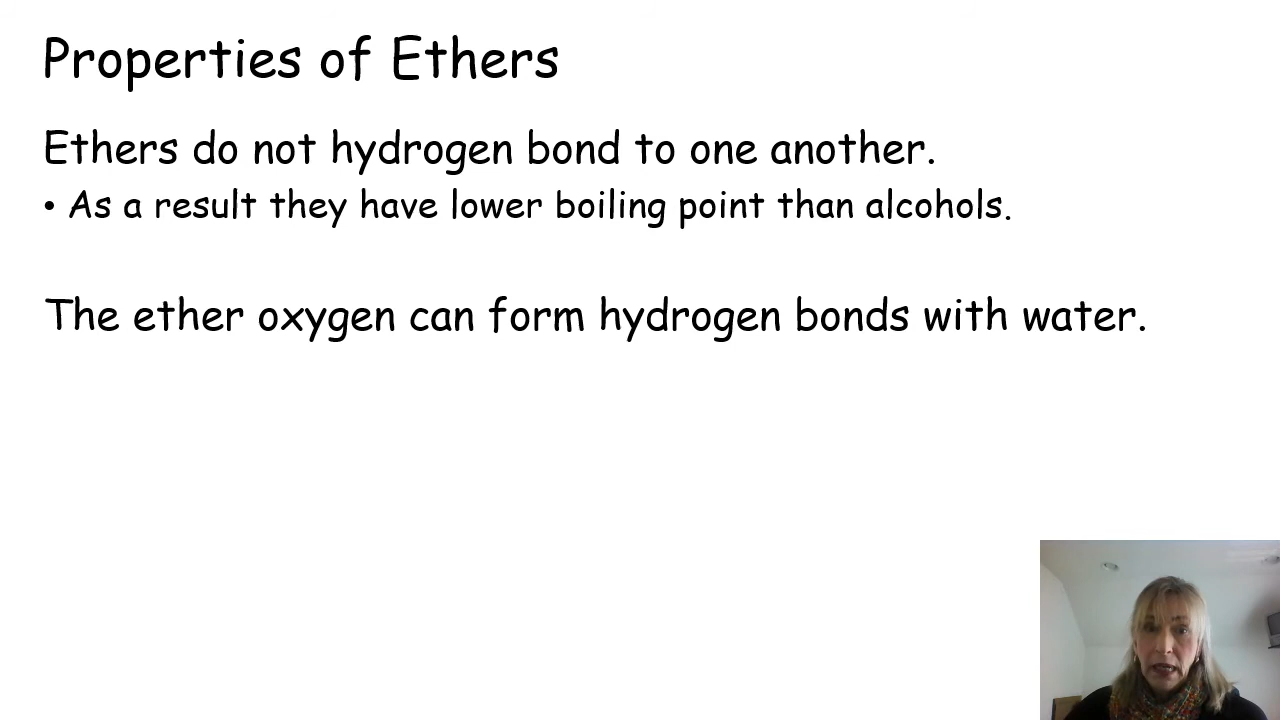 Properties of Ethers
Ethers do not hydrogen bond to one another.
• As a result they have lower boiling point than alcohols.
The ether oxygen can form hydrogen bonds with water.